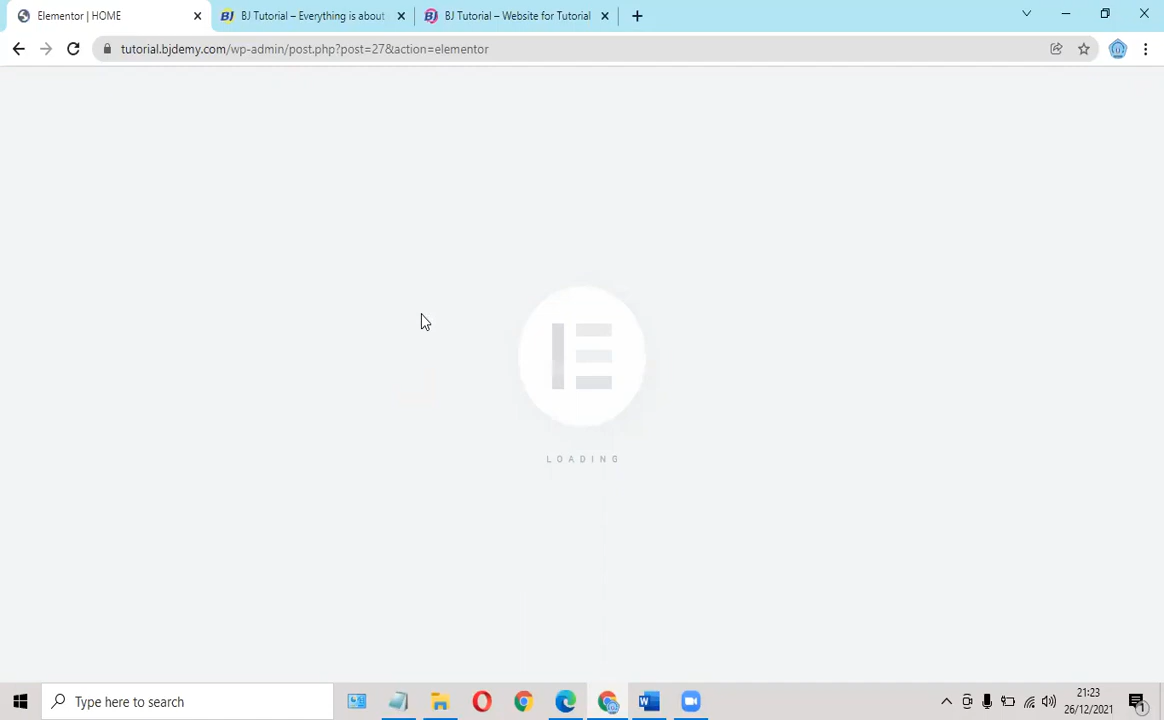 Elementor | HOME
BJ Tutorial – Everything is about
BJ Tutorial – Website for Tutorial
tutorial.bjdemy.com/wp-admin/post.php?post=27&action=elementor
LOADING
Type here to search
21:23
26/12/2021
1